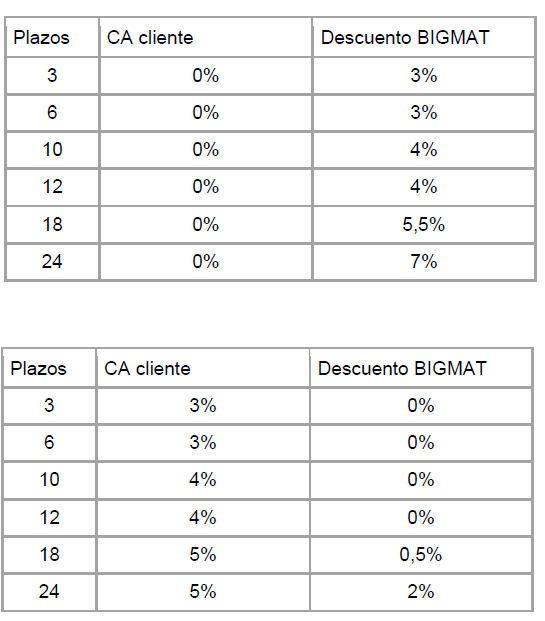 Plazos CA cliente Descuento BIGMAT
3 0% 3%
6 0% 3%
10 0% 4%
12 0% 4%
18 0% 5,5%
24 0% 7%
Plazos CA cliente Descuento BIGMAT
3 3% 0%
6 3% 0%
10 4% 0%
12 4% 0%
18 5% 0,5%
24 5% 2%